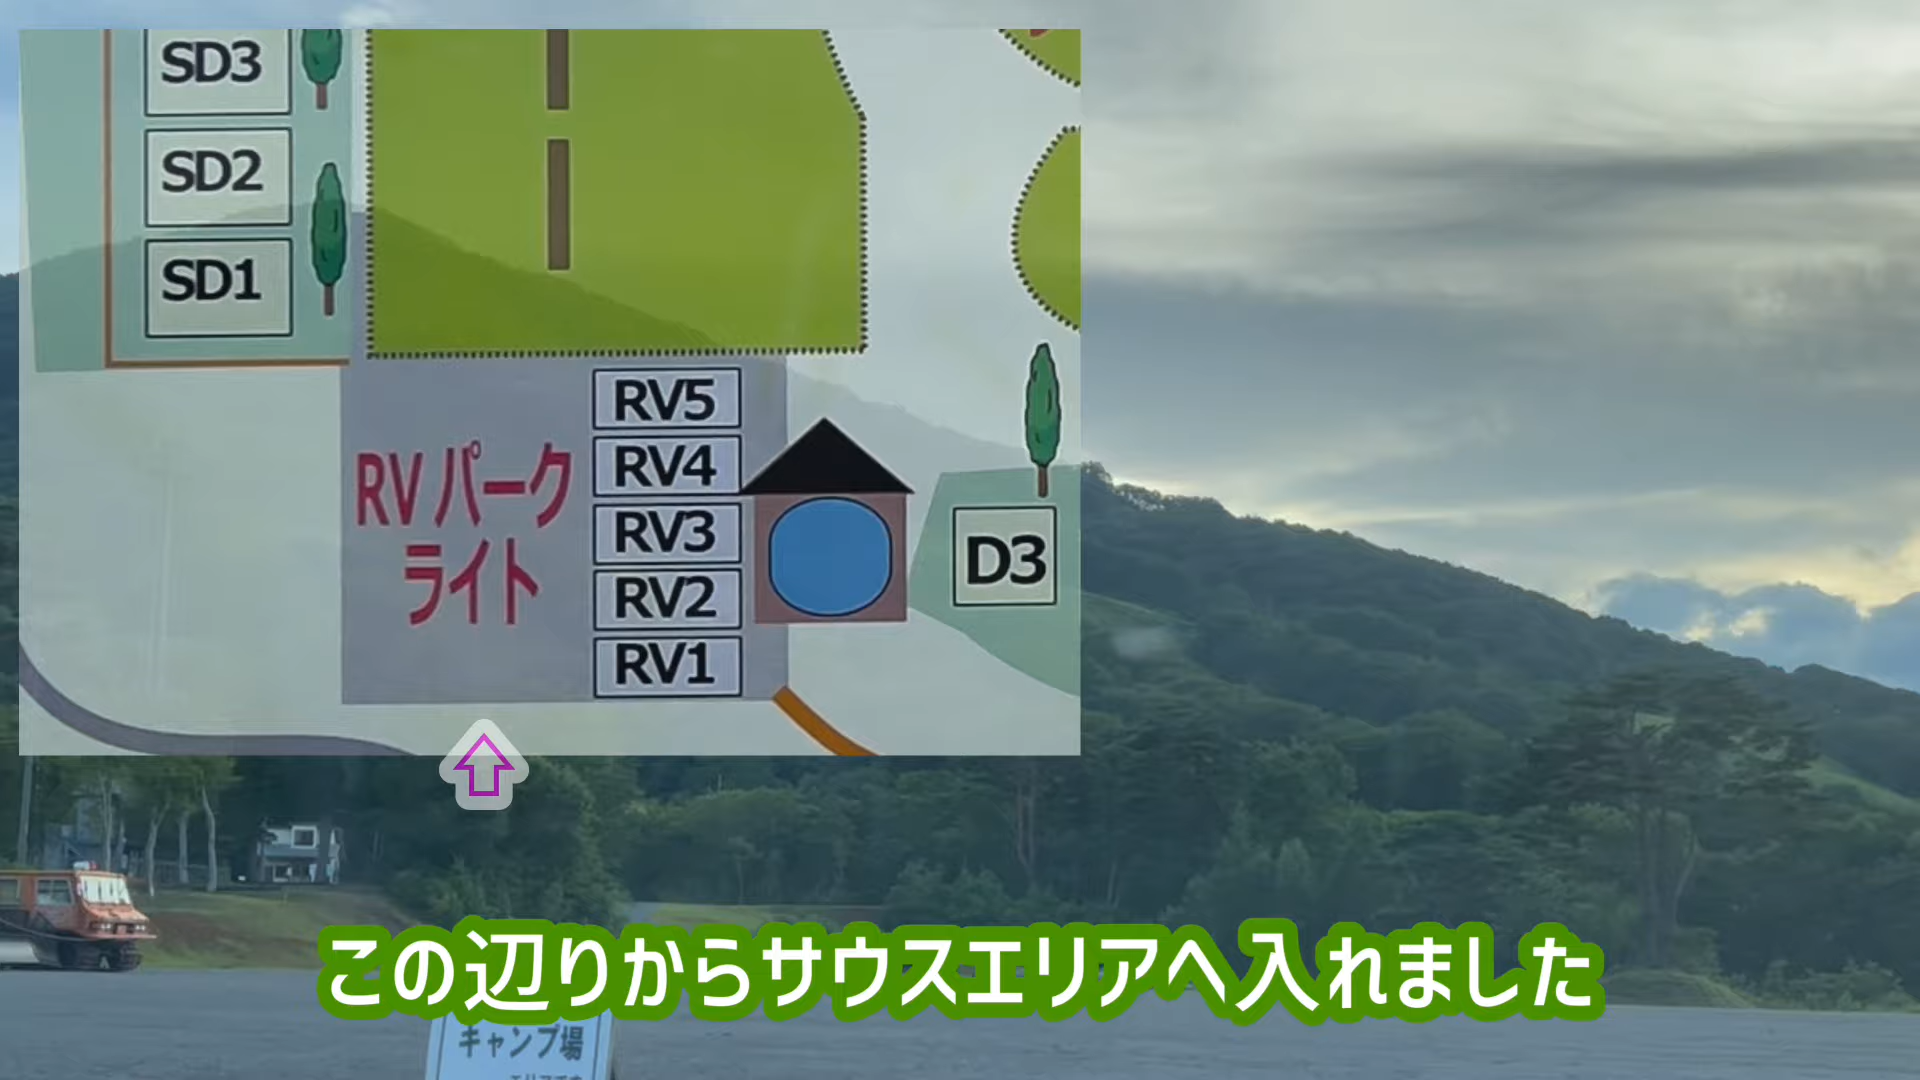 SD3
SD2
SD1
RV5
RV4
RV3
RV2
RV1
RVパーク
ライト
D3
この辺りからサウスエリアへ入れました
キャンプ場